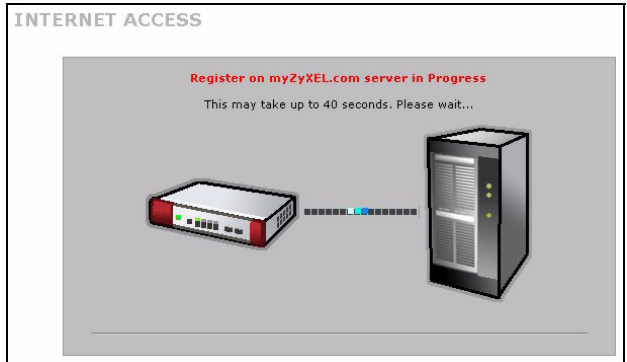 INTERNET ACCESS
Register on myZyXEL.com server in Progress
This may take up to 40 seconds. Please wait...